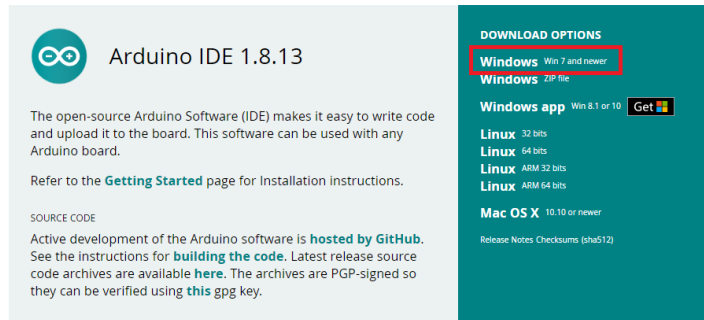 Arduino IDE 1.8.13
The open-source Arduino Software (IDE) makes it easy to write code
and upload it to the board. This software can be used with any
Arduino board.
Refer to the Getting Started page for Installation instructions.
SOURCE CODE
Active development of the Arduino software is hosted by GitHub.
See the instructions for building the code. Latest release source
code archives are available here. The archives are PGP-signed so
they can be verified using this gpg key.
DOWNLOAD OPTIONS
Windows Win 7 and newer
Windows ZIP file
Windows app Win 8.1 or 10 Get
Linux 32 bits
Linux 64 bits
Linux ARM 32 bits
Linux ARM 64 bits
Mac OS X 10.10 or newer
Release Notes Checksums (sha512)